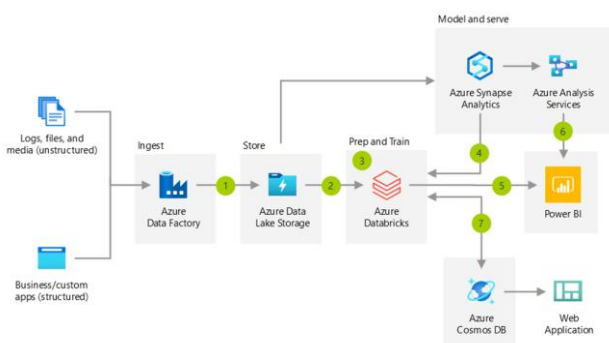 Model and serve
Azure Synapse
Analytics
Azure Analysis
Services
Logs, files, and
media (unstructured)
Ingest
Store
Prep and Train
3
4
6
1
2
5
Azure
Data Factory
Azure Data
Lake Storage
Azure
Databricks
Power BI
7
Business/custom
apps (structured)
Azure
Cosmos DB
Web
Application